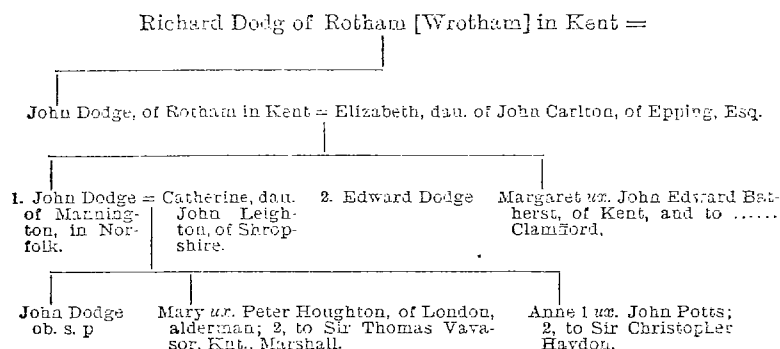 Richard Dodg of Rotham [Wrotham] in Kent =
John Dodge, of Rotham in Kent = Elizabeth, dau. of John Carlton, of Epping, Esq.
1. John Dodge = Catherine, dau.
of Manning-
ton, in Nor-
folk.
John Leigh-
ton, of Shrop-
shire.
2. Edward Dodge
Margaret ux. John Edward Bat-
herst, of Kent, and to ......
Clamford.
John Dodge
ob. s. p
Mary ux. Peter Houghton, of London,
alderman; 2, to Sir Thomas Vava-
sor, Knt., Marshall.
Anne 1 ux. John Potts;
2, to Sir Christopher
Haydon.